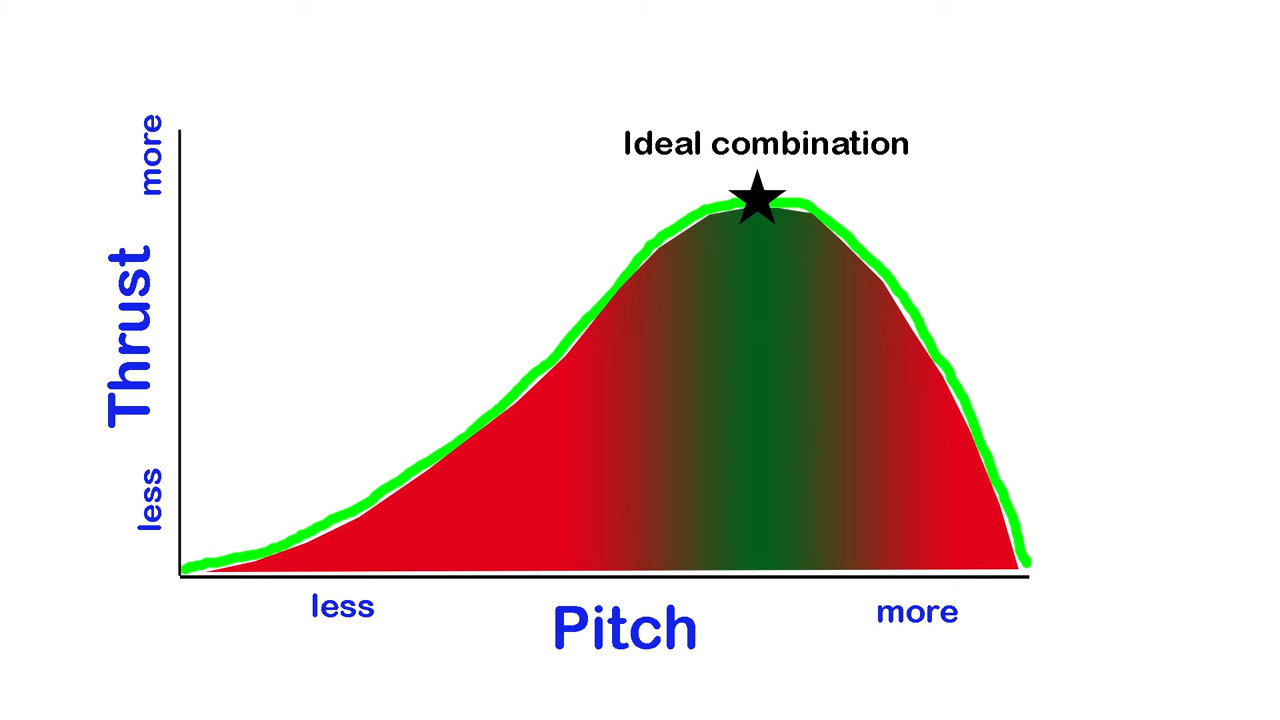 Ideal combination
more
Thrust
less
less
Pitch
more